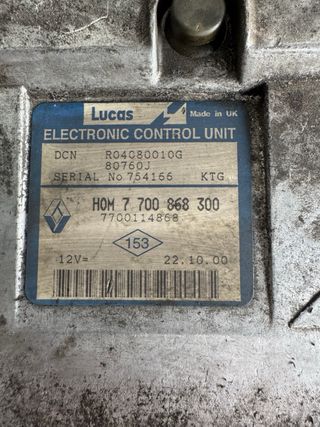 Lucas Made in UK
ELECTRONIC CONTROL UNIT
DCN R04080010G
80760J
SERIAL No 754166 KTG
HOM 7 700 868 300
7700114868
153
12V= 22.10.00